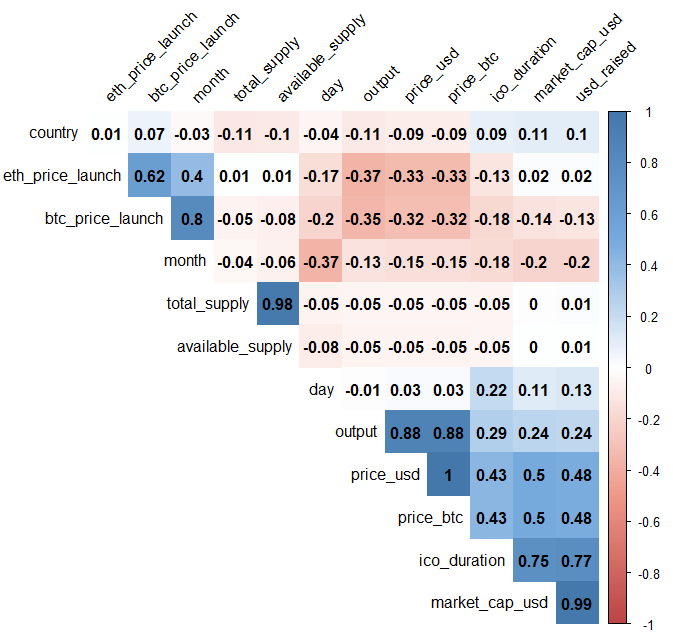 eth_price_launch
btc_price_launch
month
total_supply
available_supply
day
output
price_usd
price_btc
ico_duration
market_cap_usd
usd_raised
country 0.01 0.07 -0.03 -0.11 -0.1 -0.04 -0.11 -0.09 -0.09 0.09 0.11 0.1
eth_price_launch 0.62 0.4 0.01 0.01 -0.17 -0.37 -0.33 -0.33 -0.13 0.02 0.02
btc_price_launch 0.8 -0.05 -0.08 -0.2 -0.35 -0.32 -0.32 -0.18 -0.14 -0.13
month -0.04 -0.06 -0.37 -0.13 -0.15 -0.15 -0.18 -0.2 -0.2
total_supply 0.98 -0.05 -0.05 -0.05 -0.05 -0.05 0 0.01
available_supply -0.08 -0.05 -0.05 -0.05 -0.05 0 0.01
day -0.01 0.03 0.03 0.22 0.11 0.13
output 0.88 0.88 0.29 0.24 0.24
price_usd 1 0.43 0.5 0.48
price_btc 0.43 0.5 0.48
ico_duration 0.75 0.77
market_cap_usd 0.99
1
0.8
0.6
0.4
0.2
0
-0.2
-0.4
-0.6
-0.8
-1